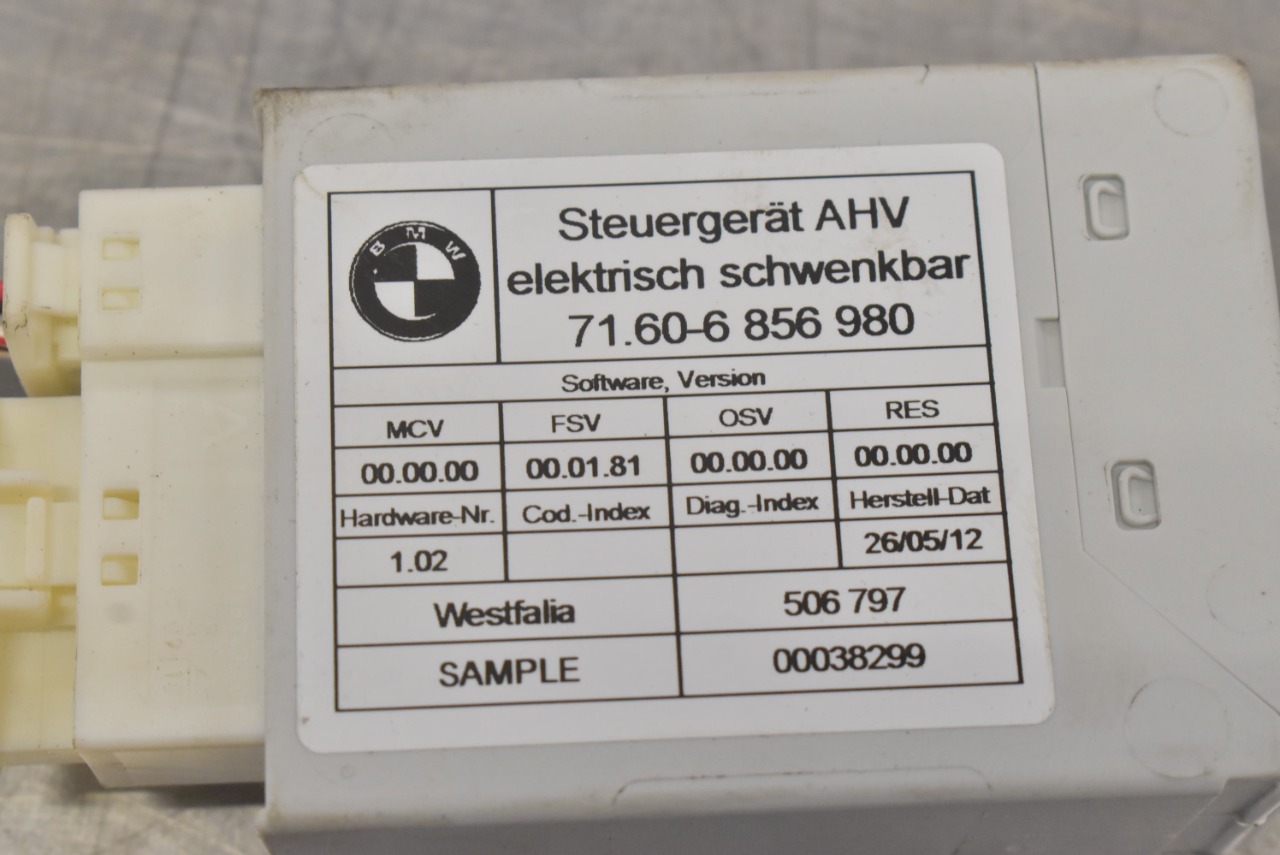 BMW
Steuergerät AHV
elektrisch schwenkbar
71.60-6 856 980
Software, Version
MCV FSV OSV RES
00.00.00 00.01.81 00.00.00 00.00.00
Hardware-Nr. Cod.-Index Diag.-Index Herstell-Dat
1.02 26/05/12
Westfalia 506 797
SAMPLE 00038299